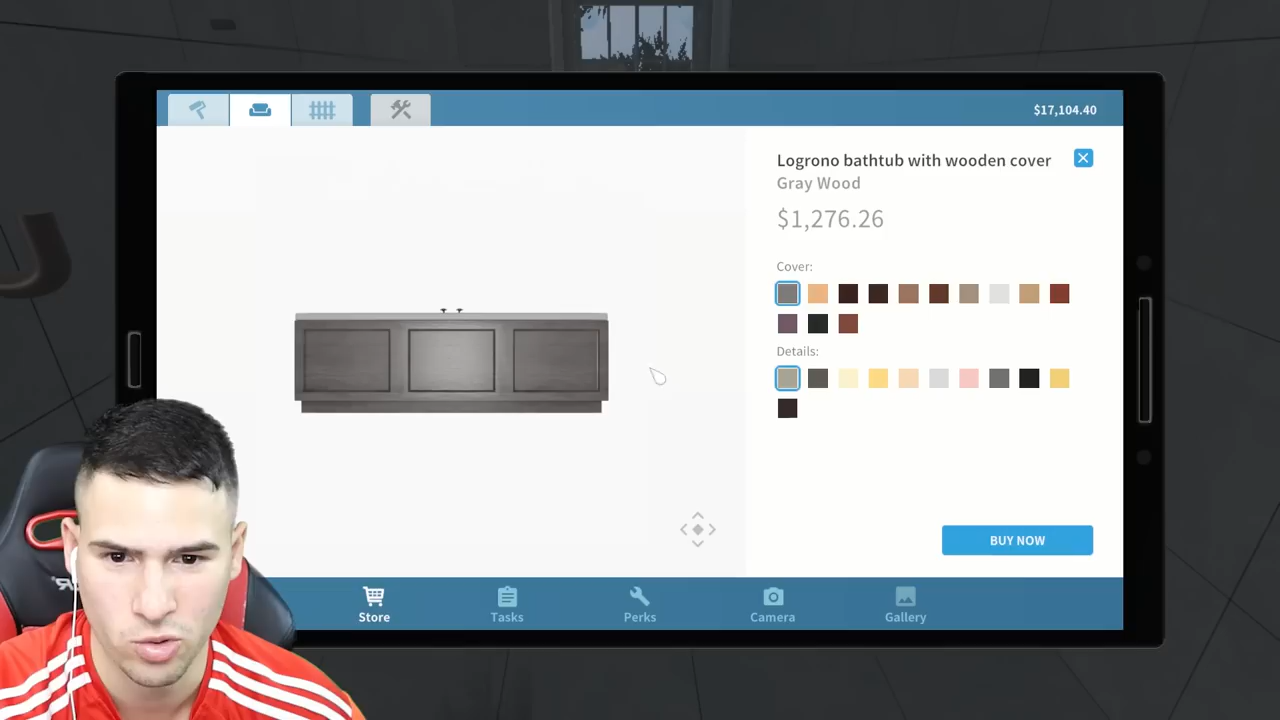 $17,104.40
Logrono bathtub with wooden cover
Gray Wood
$1,276.26
Cover:
Details:
BUY NOW
Store
Tasks
Perks
Camera
Gallery